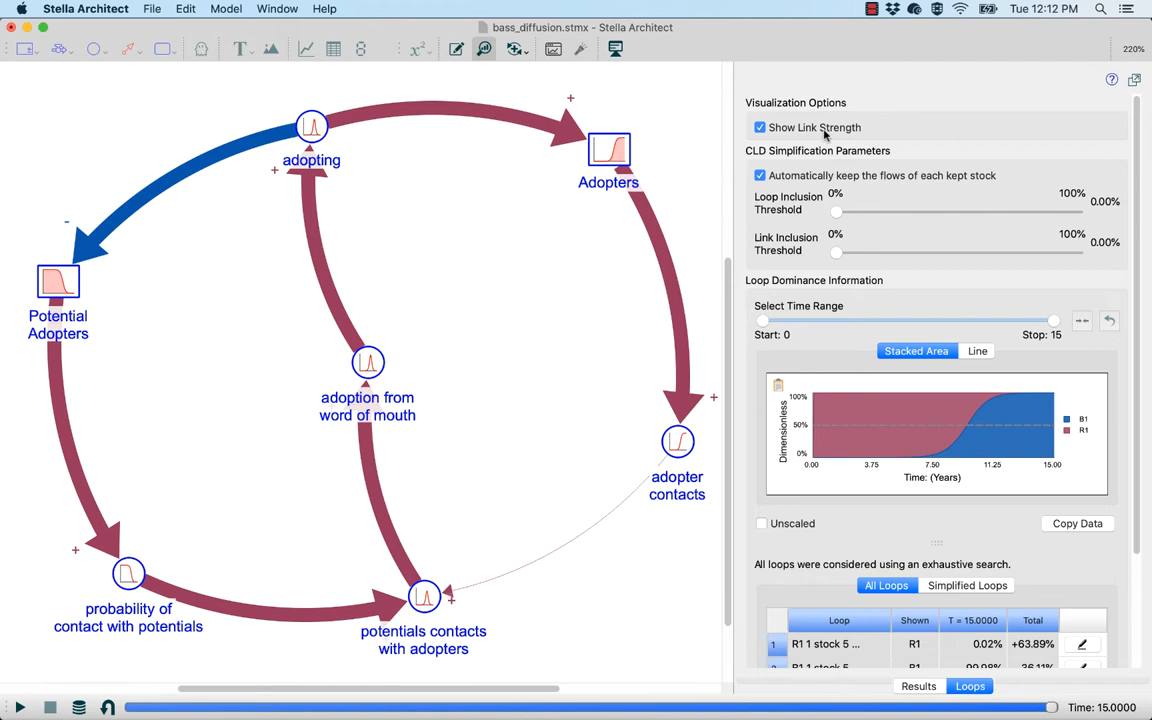 Stella Architect File Edit Model Window Help Tue 12:12 PM
bass_diffusion.stmx - Stella Architect
220%
Visualization Options
Show Link Strength
CLD Simplification Parameters
Automatically keep the flows of each kept stock
Loop Inclusion Threshold 0% 100% 0.00%
Link Inclusion Threshold 0% 100% 0.00%
Loop Dominance Information
Select Time Range
Start: 0 Stop: 15
Stacked Area Line
Dimensionless
100%
50%
0%
0.00 3.75 7.50 11.25 15.00
Time: (Years)
B1
R1
Unscaled Copy Data
All loops were considered using an exhaustive search.
All Loops Simplified Loops
Loop Shown T = 15.0000 Total
1 R1 1 stock 5 ... R1 0.02% +63.89%
Results Loops
Time: 15.0000
adopting
+
+
Adopters
-
Potential
Adopters
adoption from
word of mouth
+
adopter
contacts
+
probability of
contact with potentials
+
potentials contacts
with adopters